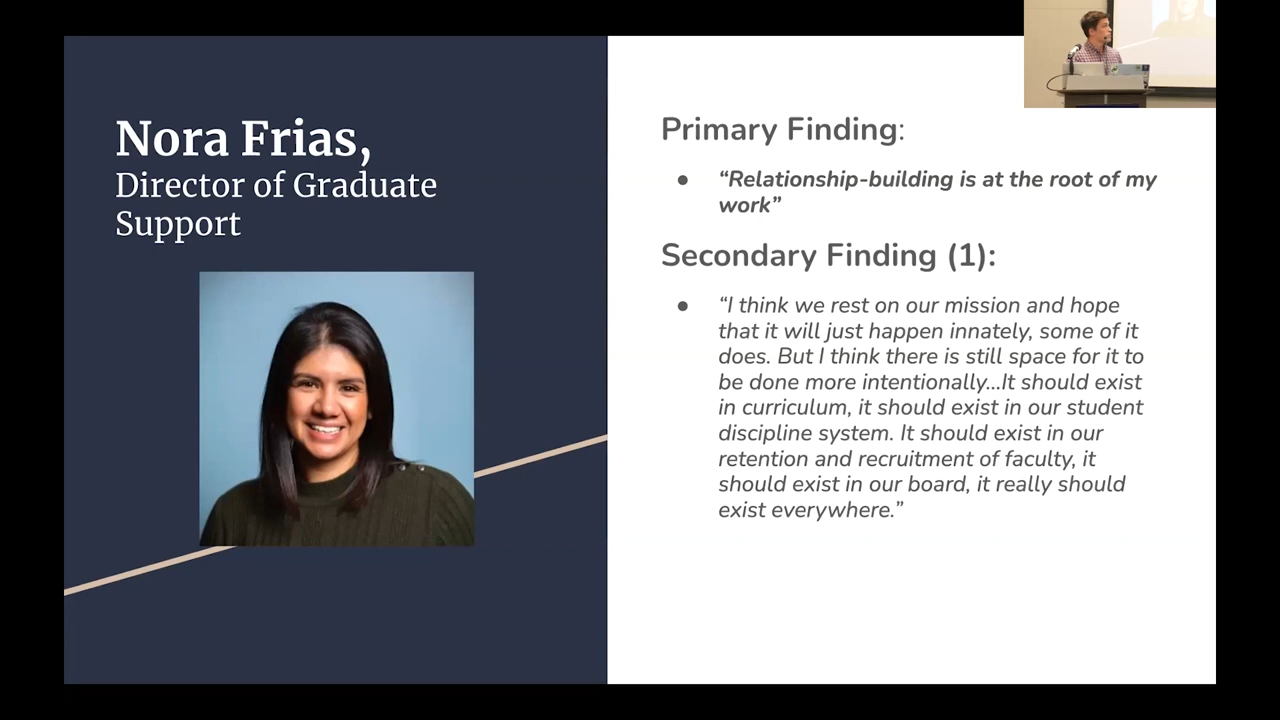 Nora Frias,
Director of Graduate
Support
Primary Finding:
● “Relationship-building is at the root of my
work”
Secondary Finding (1):
● “I think we rest on our mission and hope
that it will just happen innately, some of it
does. But I think there is still space for it to
be done more intentionally...It should exist
in curriculum, it should exist in our student
discipline system. It should exist in our
retention and recruitment of faculty, it
should exist in our board, it really should
exist everywhere.”